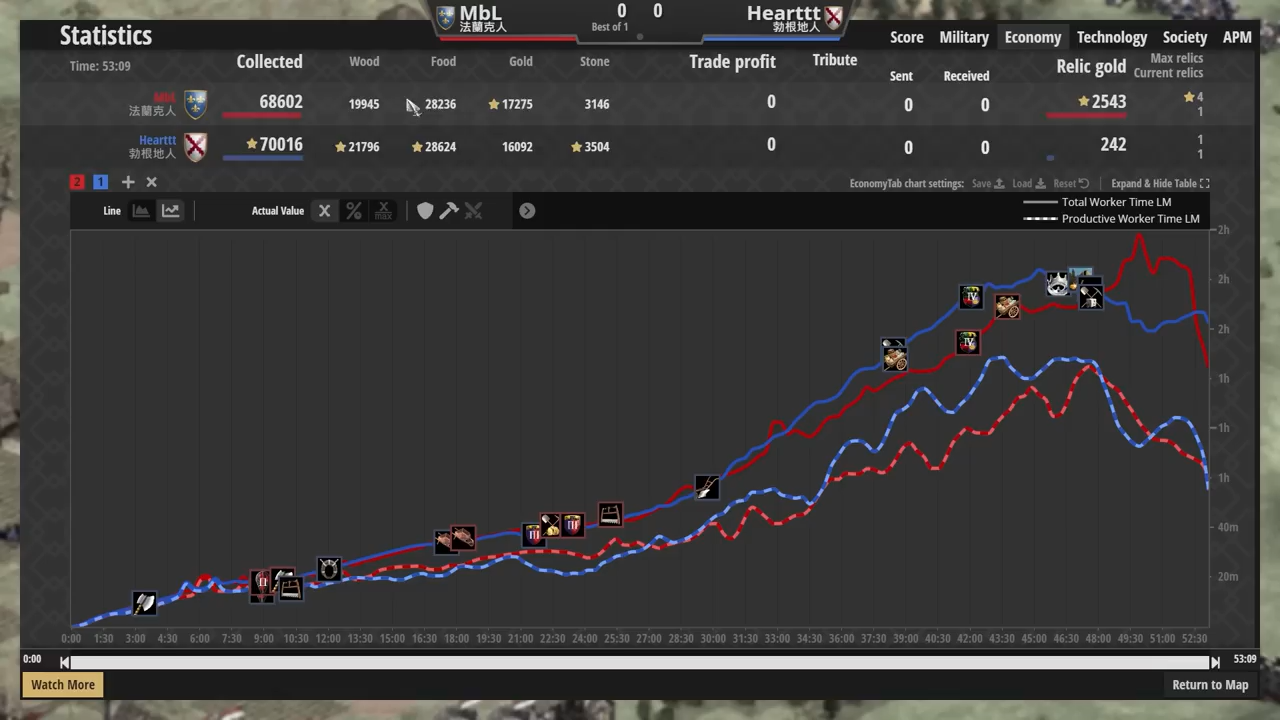 MbL
法蘭克人
0 0
Best of 1
Hearttt
勃根地人
Statistics
Score Military Economy Technology Society APM
Time: 53:09
Collected Wood Food Gold Stone Trade profit Tribute Sent Received Relic gold Max relics
Current relics
MbL
法蘭克人
68602 19945 28236 17275 3146 0 0 0 2543 4
1
Hearttt
勃根地人
70016 21796 28624 16092 3504 0 0 0 242 1
1
2 1
EconomyTab chart settings: Save Load Reset Expand & Hide Table
Line Actual Value X % X max
Total Worker Time LM
Productive Worker Time LM
2h
2h
2h
1h
1h
1h
40m
20m
IV
IV
III
III
II
0:00 1:30 3:00 4:30 6:00 7:30 9:00 10:30 12:00 13:30 15:00 16:30 18:00 19:30 21:00 22:30 24:00 25:30 27:00 28:30 30:00 31:30 33:00 34:30 36:00 37:30 39:00 40:30 42:00 43:30 45:00 46:30 48:00 49:30 51:00 52:30
0:00 53:09
Watch More Return to Map